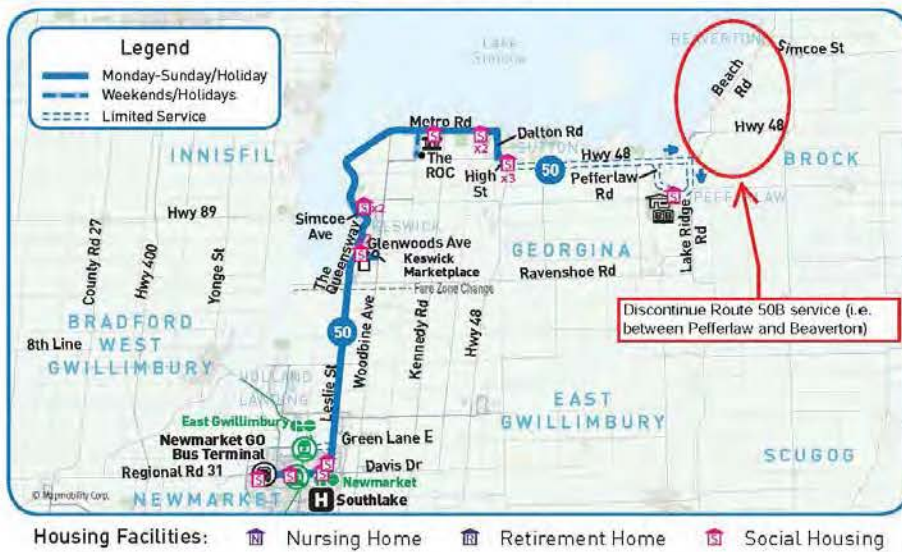 Legend
Monday-Sunday/Holiday
Weekends/Holidays
Limited Service
Lake
Simcoe
BEAVERTON
Simcoe St
Beach
Rd
Hwy 48
BROCK
INNISFIL
Metro Rd
Dalton Rd
SUTTON
x2
The
ROC
High
St
x3
50
Hwy 48
Pefferlaw
Rd
PEFFERLAW
Lake Ridge
Rd
Hwy 89
Simcoe
Ave
x2
KESWICK
The
Queensway
Glenwoods Ave
Keswick
Marketplace
GEORGINA
Ravenshoe Rd
Fare Zone Change
County Rd 27
Hwy 400
Yonge St
Discontinue Route 50B service (i.e.
between Pefferlaw and Beaverton)
50
Woodbine Ave
Kennedy Rd
Hwy 48
BRADFORD
WEST
GWILLIMBURY
8th Line
HOLLAND
LANDING
Leslie St
EAST
GWILLIMBURY
East Gwillimbury
Green Lane E
Newmarket GO
Bus Terminal
Regional Rd 31
Davis Dr
Newmarket
SCUGOG
© Mapmobility Corp.
NEWMARKET
H Southlake
Housing Facilities: N Nursing Home R Retirement Home S Social Housing